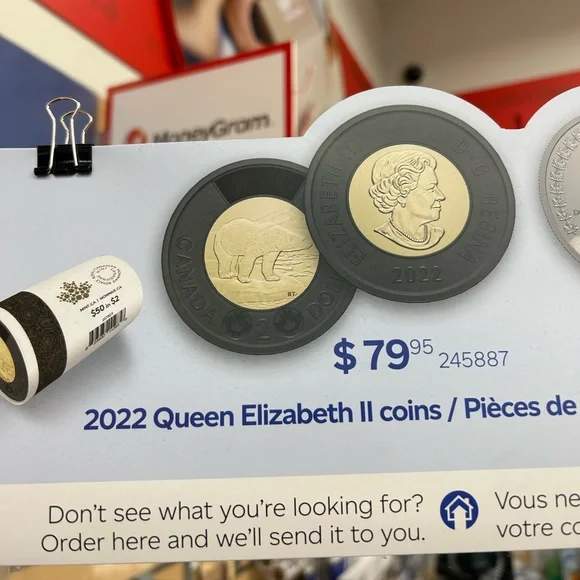 MoneyGram
ELIZABETH II D·G·REGINA
2022
CANADA 2
BT
$50 in $2
$79 95 245887
2022 Queen Elizabeth II coins / Pièces de
Don't see what you're looking for?
Order here and we'll send it to you.
Vous ne
votre co